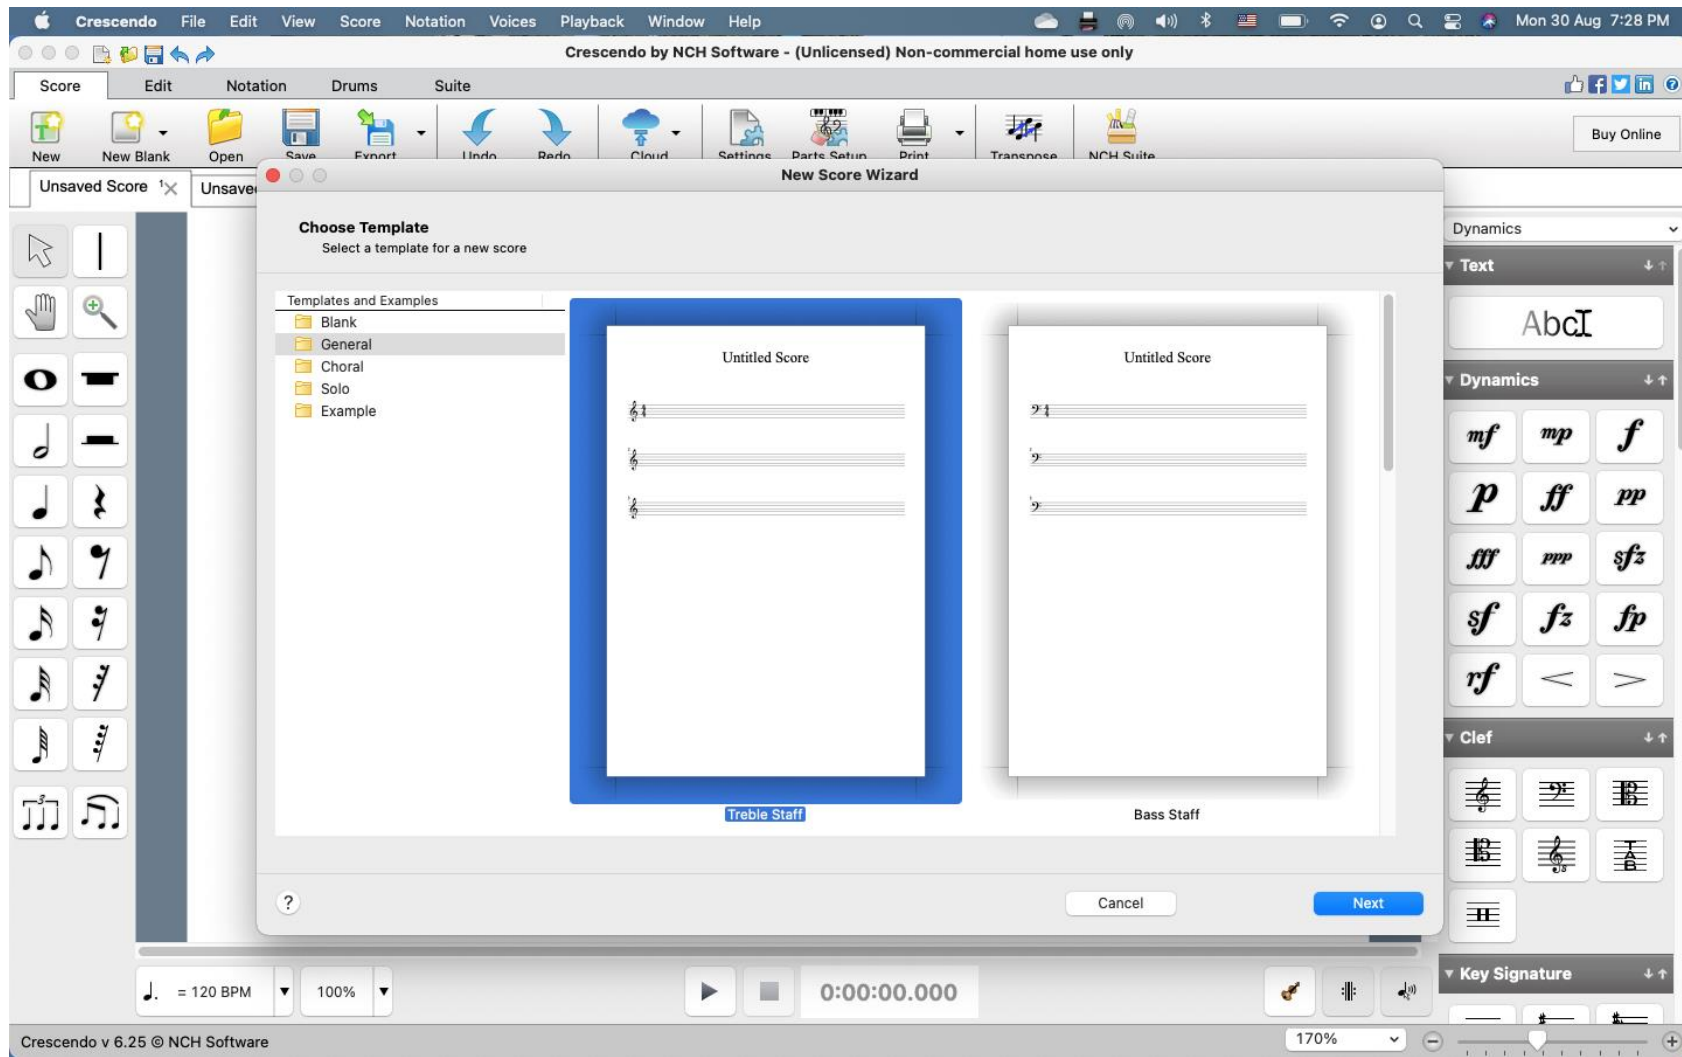 Crescendo File Edit View Score Notation Voices Playback Window Help Mon 30 Aug 7:28 PM
Crescendo by NCH Software - (Unlicensed) Non-commercial home use only
Score Edit Notation Drums Suite
New New Blank Open Save Export Undo Redo Cloud Settings Parts Setup Print Transpose NCH Suite Buy Online
Unsaved Score 1 Unsaved
New Score Wizard
Choose Template
Select a template for a new score
Templates and Examples
Blank
General
Choral
Solo
Example
Untitled Score
Untitled Score
Treble Staff
Bass Staff
? Cancel Next
Dynamics
Text
Abc
Dynamics
mf mp f
p ff pp
fff ppp sfz
sf fz fp
rf
Clef
TAB
Key Signature
3
= 120 BPM 100% 0:00:00.000
Crescendo v 6.25 © NCH Software 170%